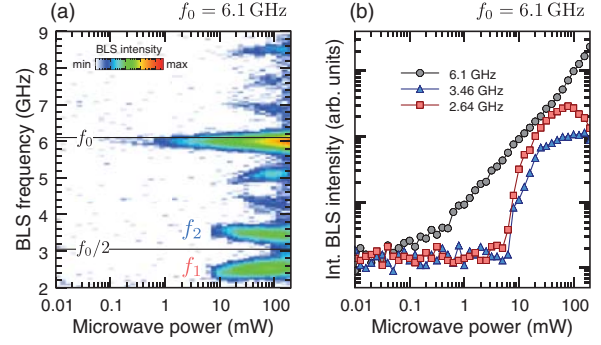 (a)
f₀ = 6.1 GHz
BLS intensity
min
max
BLS frequency (GHz)
9
8
7
6
5
4
3
2
f₀
f₂
f₀/2
f₁
0.01
0.1
1
10
100
Microwave power (mW)
(b)
f₀ = 6.1 GHz
6.1 GHz
3.46 GHz
2.64 GHz
Int. BLS intensity (arb. units)
0.01
0.1
1
10
100
Microwave power (mW)